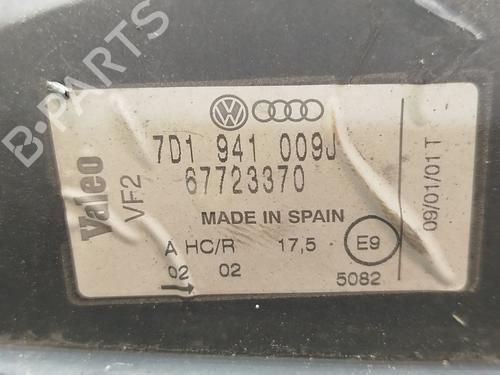 B-PARTS
7D1 941 009J
67723370
MADE IN SPAIN
A HC/R 17,5 E9
02 02 5082
Valeo
VF2
09/01/01 T